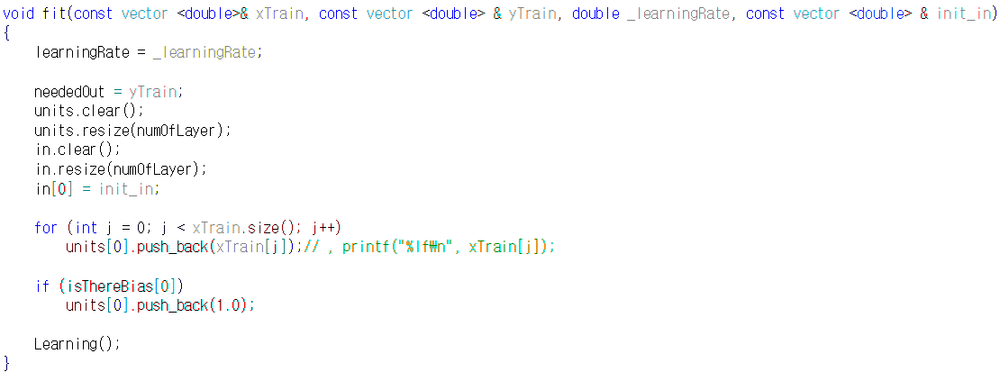 void fit(const vector <double>& xTrain, const vector <double> & yTrain, double _learningRate, const vector <double> & init_in)
{
    learningRate = _learningRate;

    neededOut = yTrain;
    units.clear();
    units.resize(numOfLayer);
    in.clear();
    in.resize(numOfLayer);
    in[0] = init_in;

    for (int j = 0; j < xTrain.size(); j++)
        units[0].push_back(xTrain[j]);// , printf("%lf₩n", xTrain[j]);

    if (isThereBias[0])
        units[0].push_back(1.0);

    Learning();
}